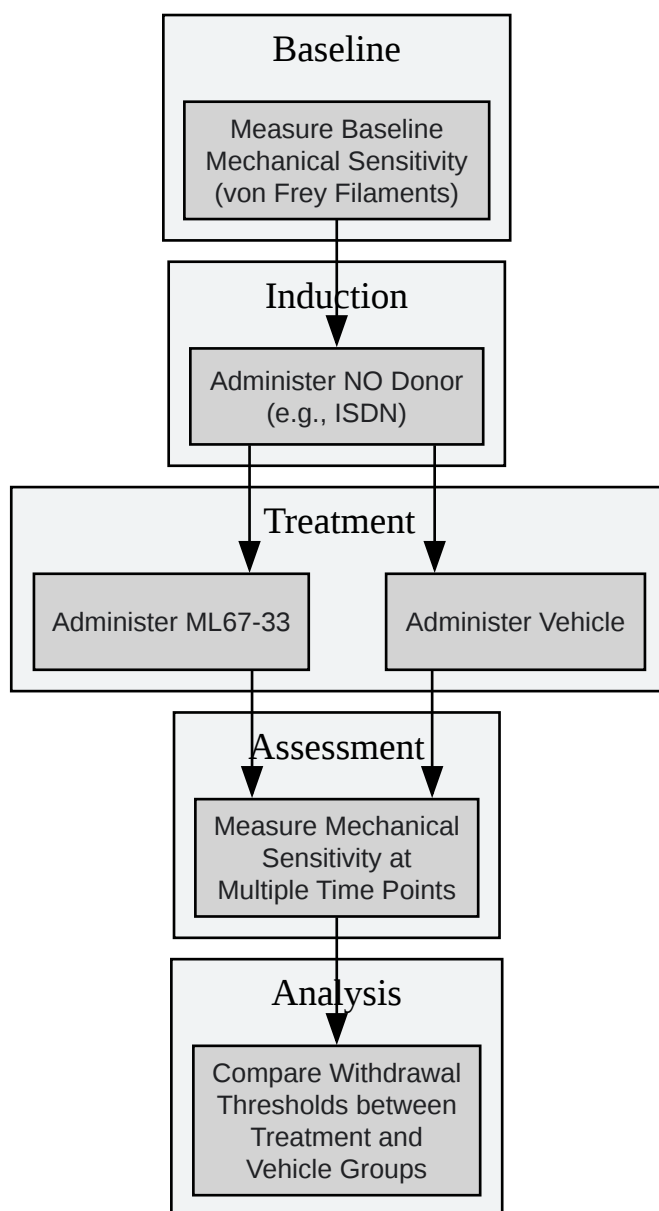 Baseline
Measure Baseline
Mechanical Sensitivity
(von Frey Filaments)
Induction
Administer NO Donor
(e.g., ISDN)
Treatment
Administer ML67-33
Administer Vehicle
Assessment
Measure Mechanical
Sensitivity at
Multiple Time Points
Analysis
Compare Withdrawal
Thresholds between
Treatment and
Vehicle Groups